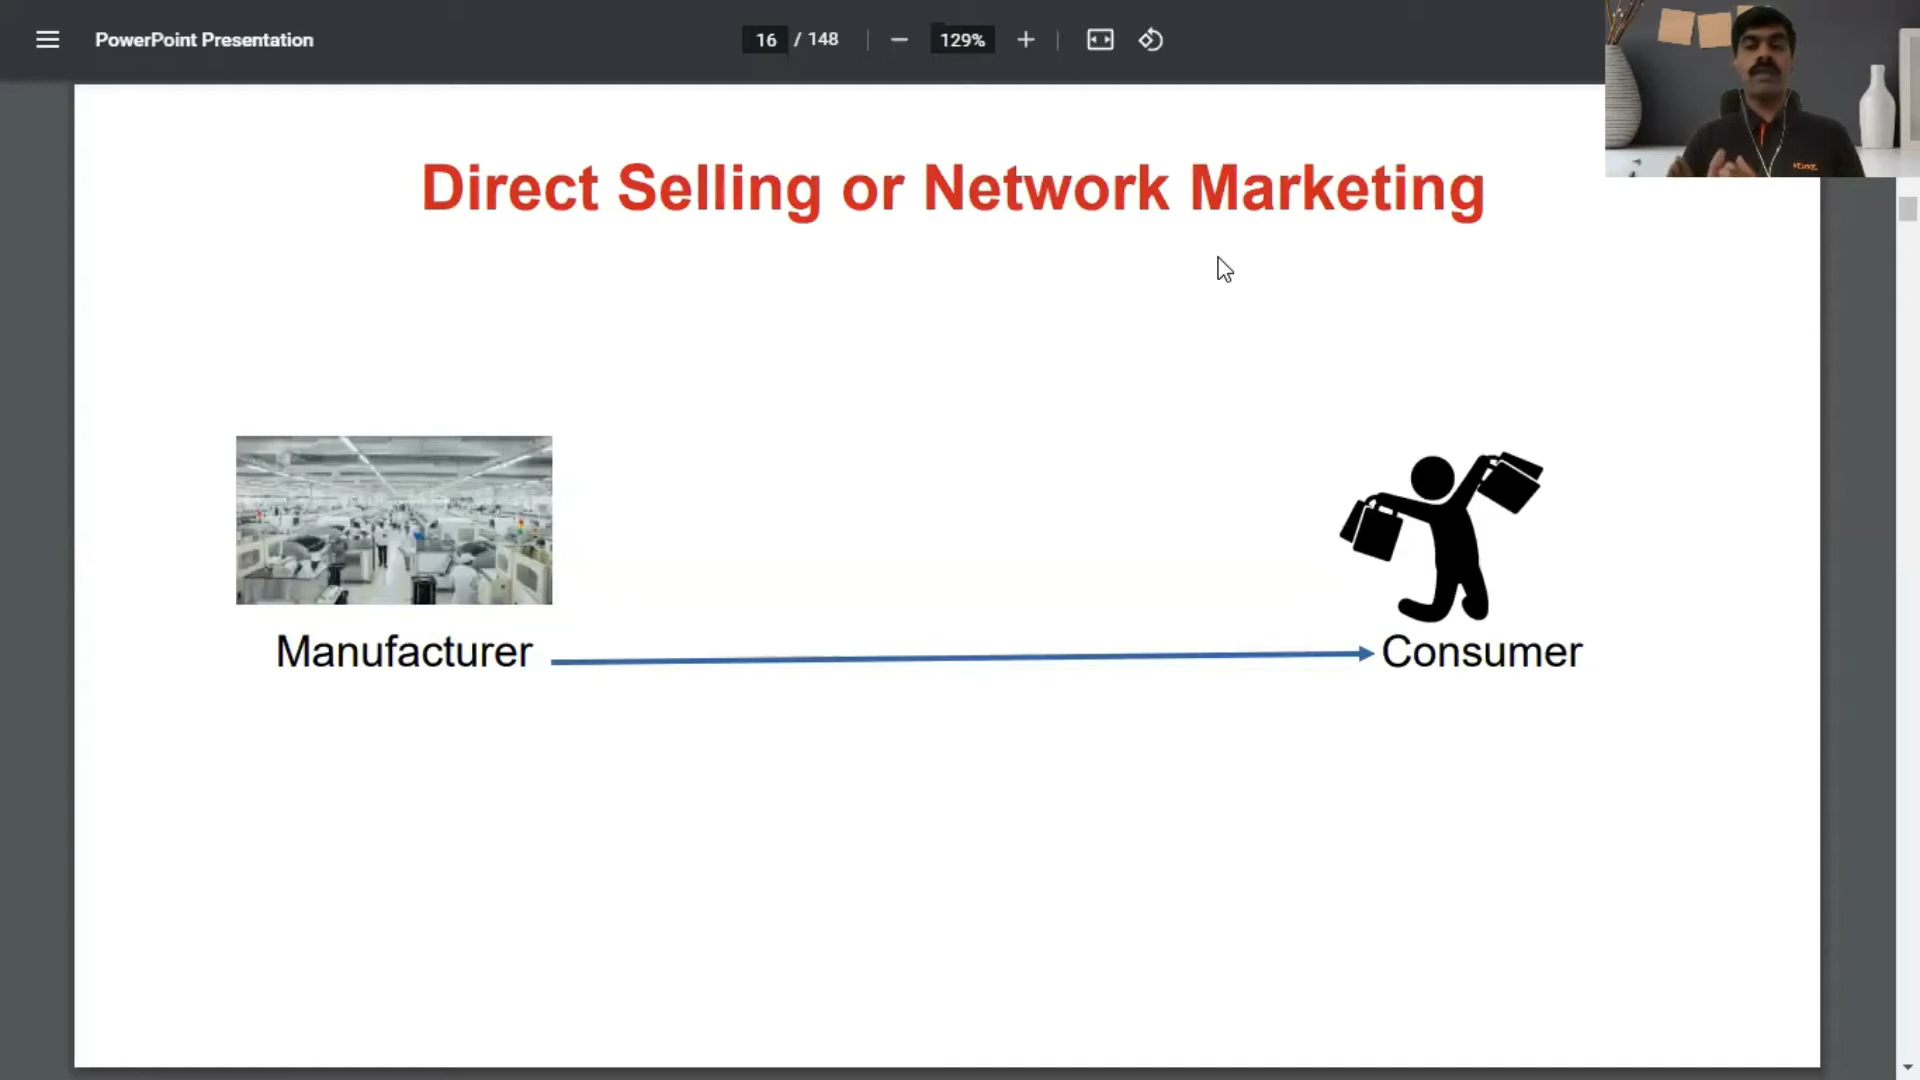 PowerPoint Presentation
16 / 148
129%
Direct Selling or Network Marketing
Manufacturer
Consumer